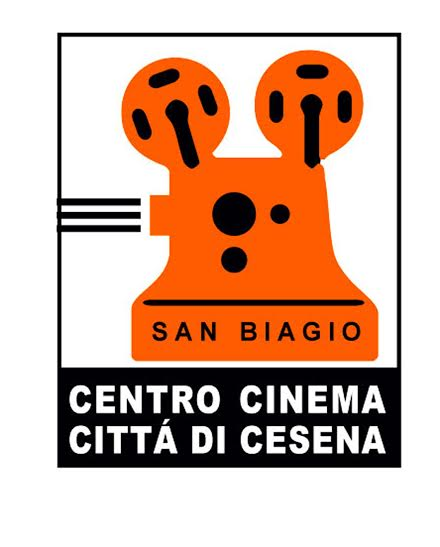 SAN BIAGIO
CENTRO CINEMA
CITTÁ DI CESENA